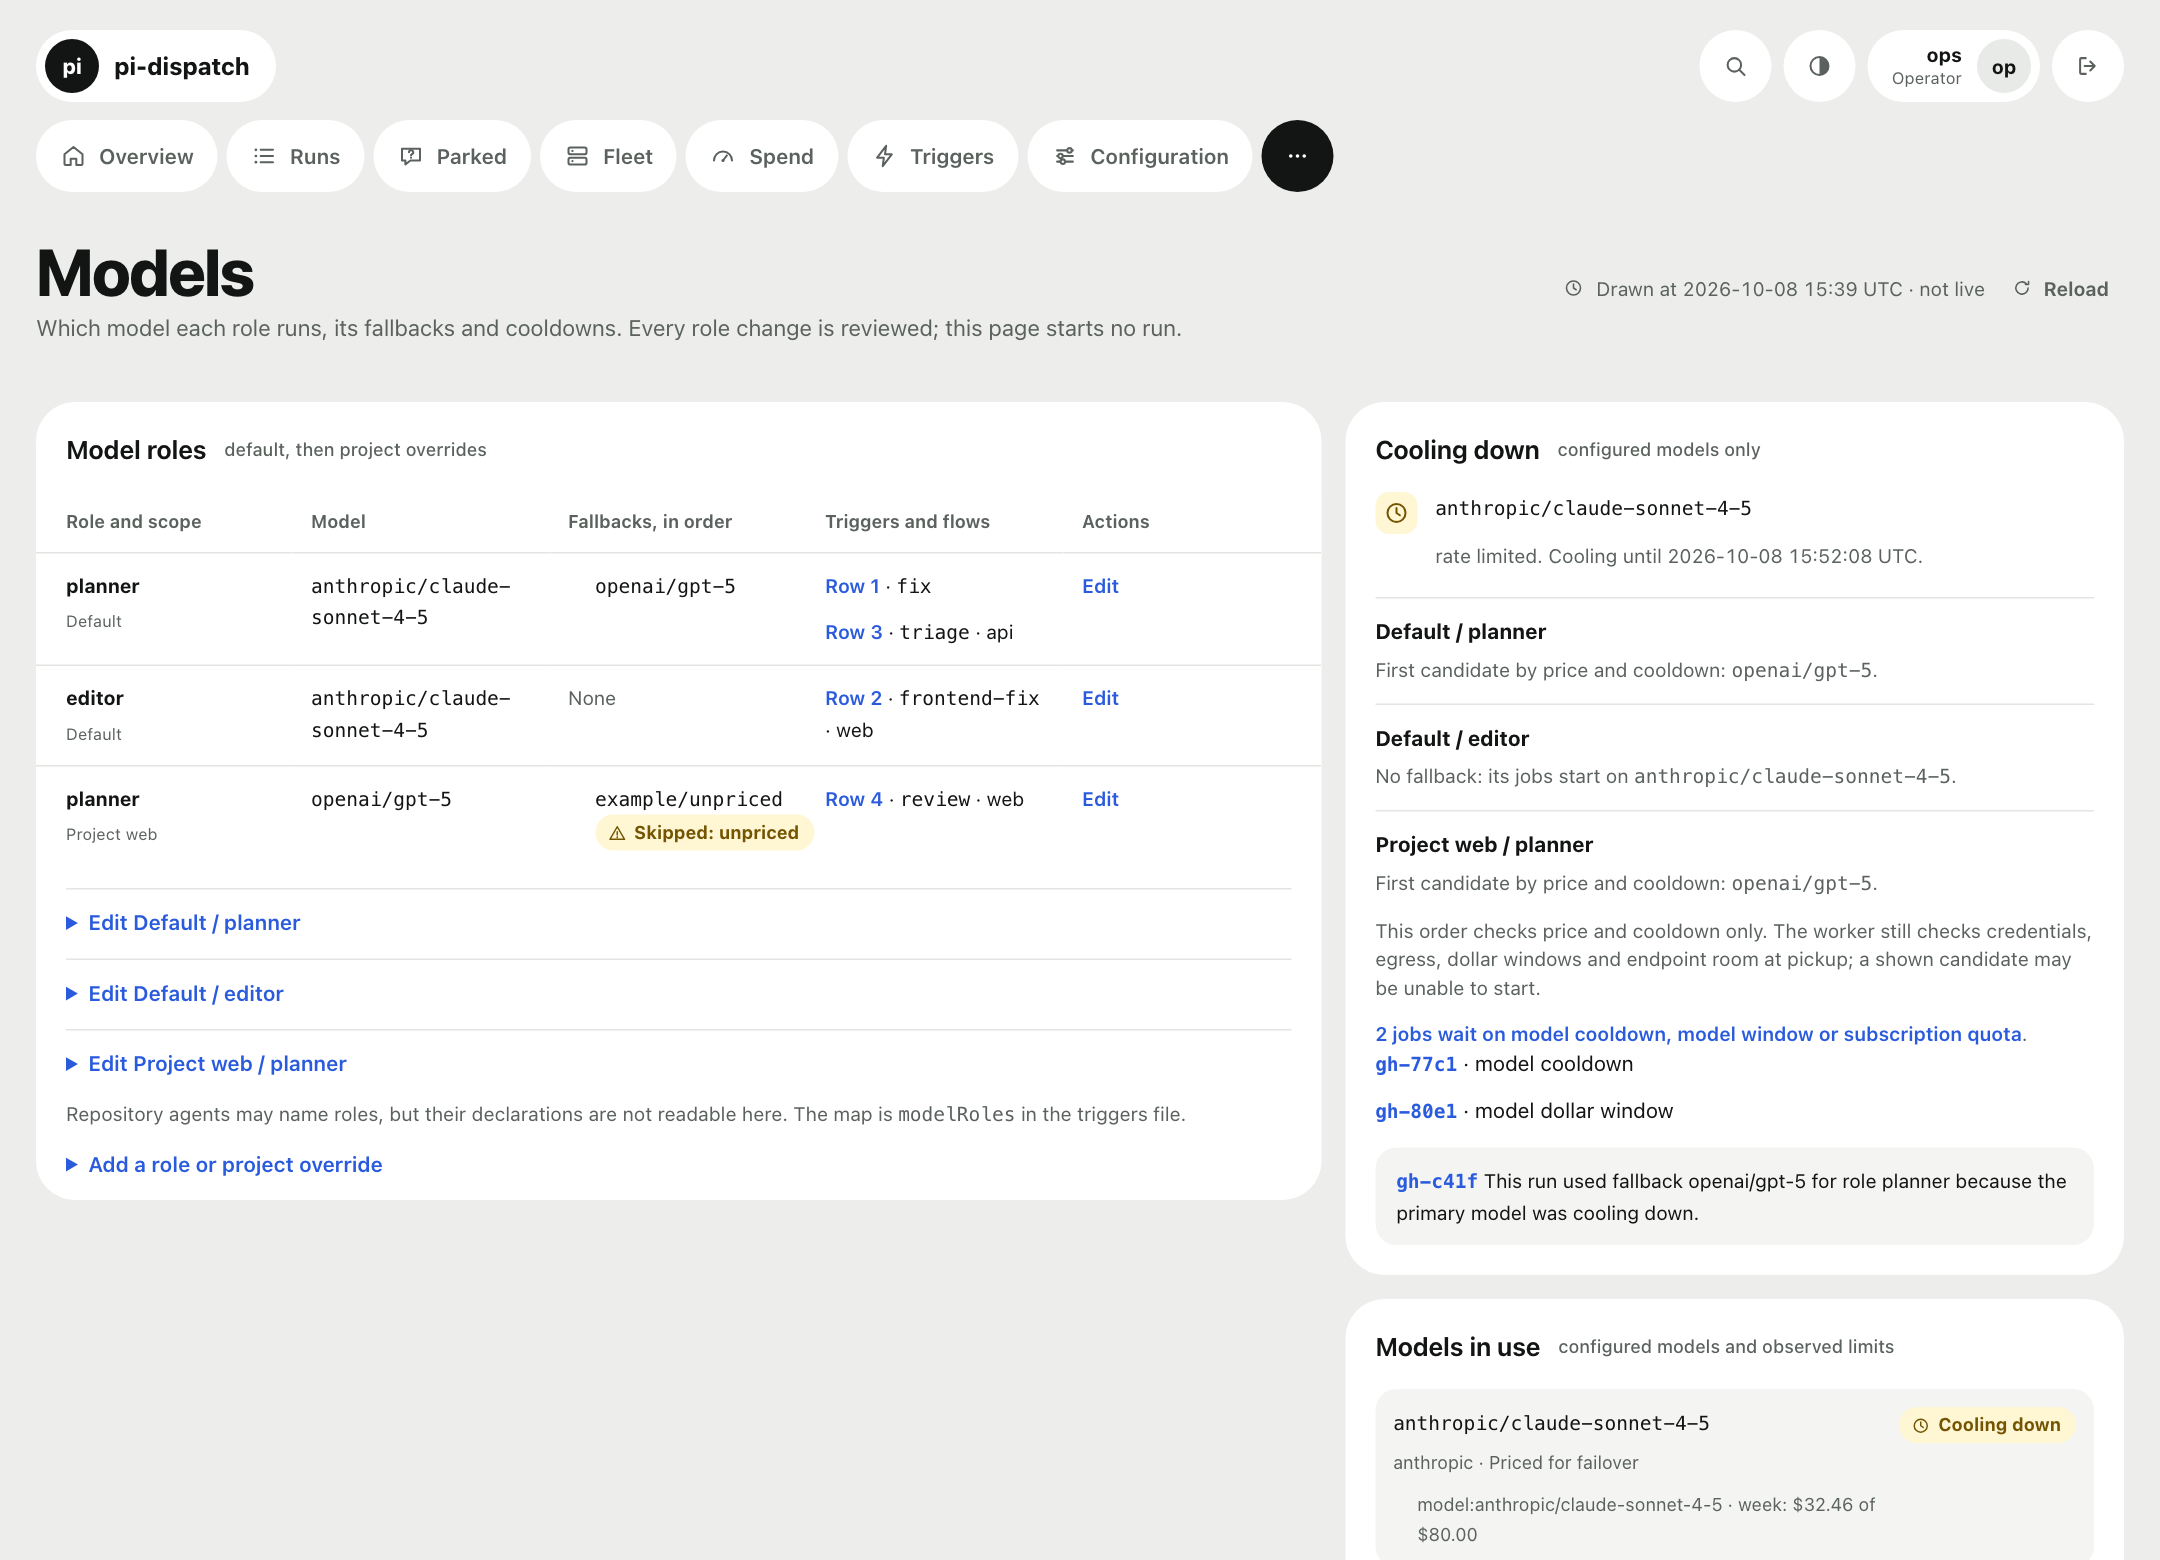 pi pi-dispatch
ops
Operator
op
Overview Runs Parked Fleet Spend Triggers Configuration ···
Models
Which model each role runs, its fallbacks and cooldowns. Every role change is reviewed; this page starts no run.
Drawn at 2026-10-08 15:39 UTC · not live Reload
Model roles default, then project overrides
Role and scope Model Fallbacks, in order Triggers and flows Actions
planner
Default
anthropic/claude-
sonnet-4-5
openai/gpt-5
Row 1 · fix
Row 3 · triage · api
Edit
editor
Default
anthropic/claude-
sonnet-4-5
None
Row 2 · frontend-fix
· web
Edit
planner
Project web
openai/gpt-5
example/unpriced
Skipped: unpriced
Row 4 · review · web
Edit
Edit Default / planner
Edit Default / editor
Edit Project web / planner
Repository agents may name roles, but their declarations are not readable here. The map is modelRoles in the triggers file.
Add a role or project override
Cooling down configured models only
anthropic/claude-sonnet-4-5
rate limited. Cooling until 2026-10-08 15:52:08 UTC.
Default / planner
First candidate by price and cooldown: openai/gpt-5.
Default / editor
No fallback: its jobs start on anthropic/claude-sonnet-4-5.
Project web / planner
First candidate by price and cooldown: openai/gpt-5.
This order checks price and cooldown only. The worker still checks credentials,
egress, dollar windows and endpoint room at pickup; a shown candidate may
be unable to start.
2 jobs wait on model cooldown, model window or subscription quota.
gh-77c1 · model cooldown
gh-80e1 · model dollar window
gh-c41f This run used fallback openai/gpt-5 for role planner because the
primary model was cooling down.
Models in use configured models and observed limits
anthropic/claude-sonnet-4-5 Cooling down
anthropic · Priced for failover
model:anthropic/claude-sonnet-4-5 · week: $32.46 of
$80.00